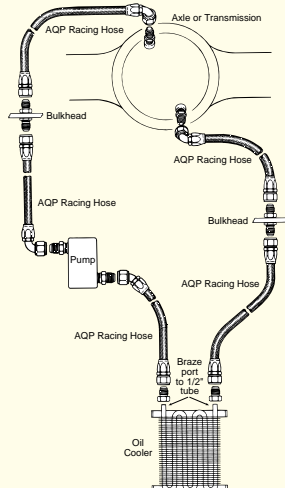 Axle or Transmission
AQP Racing Hose
Bulkhead
AQP Racing Hose
AQP Racing Hose
Bulkhead
Pump
AQP Racing Hose
AQP Racing Hose
Braze
port
to 1/2"
tube
Oil
Cooler